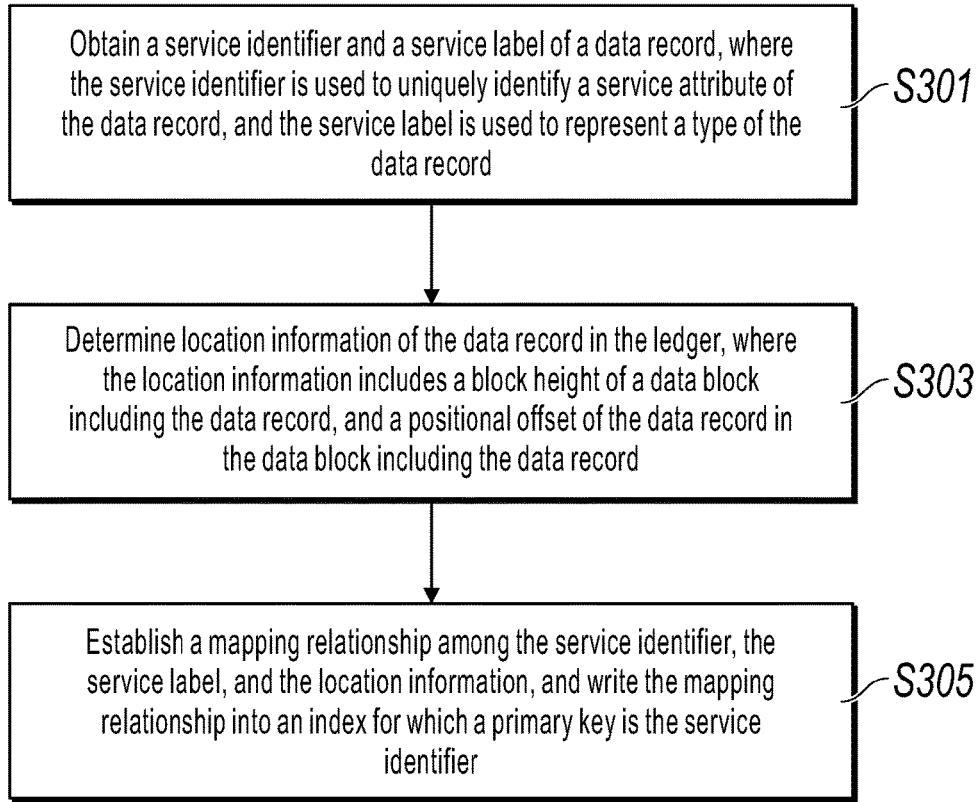 Obtain a service identifier and a service label of a data record, where
the service identifier is used to uniquely identify a service attribute of
the data record, and the service label is used to represent a type of the
data record
S301
Determine location information of the data record in the ledger, where
the location information includes a block height of a data block
including the data record, and a positional offset of the data record in
the data block including the data record
S303
Establish a mapping relationship among the service identifier, the
service label, and the location information, and write the mapping
relationship into an index for which a primary key is the service
identifier
S305